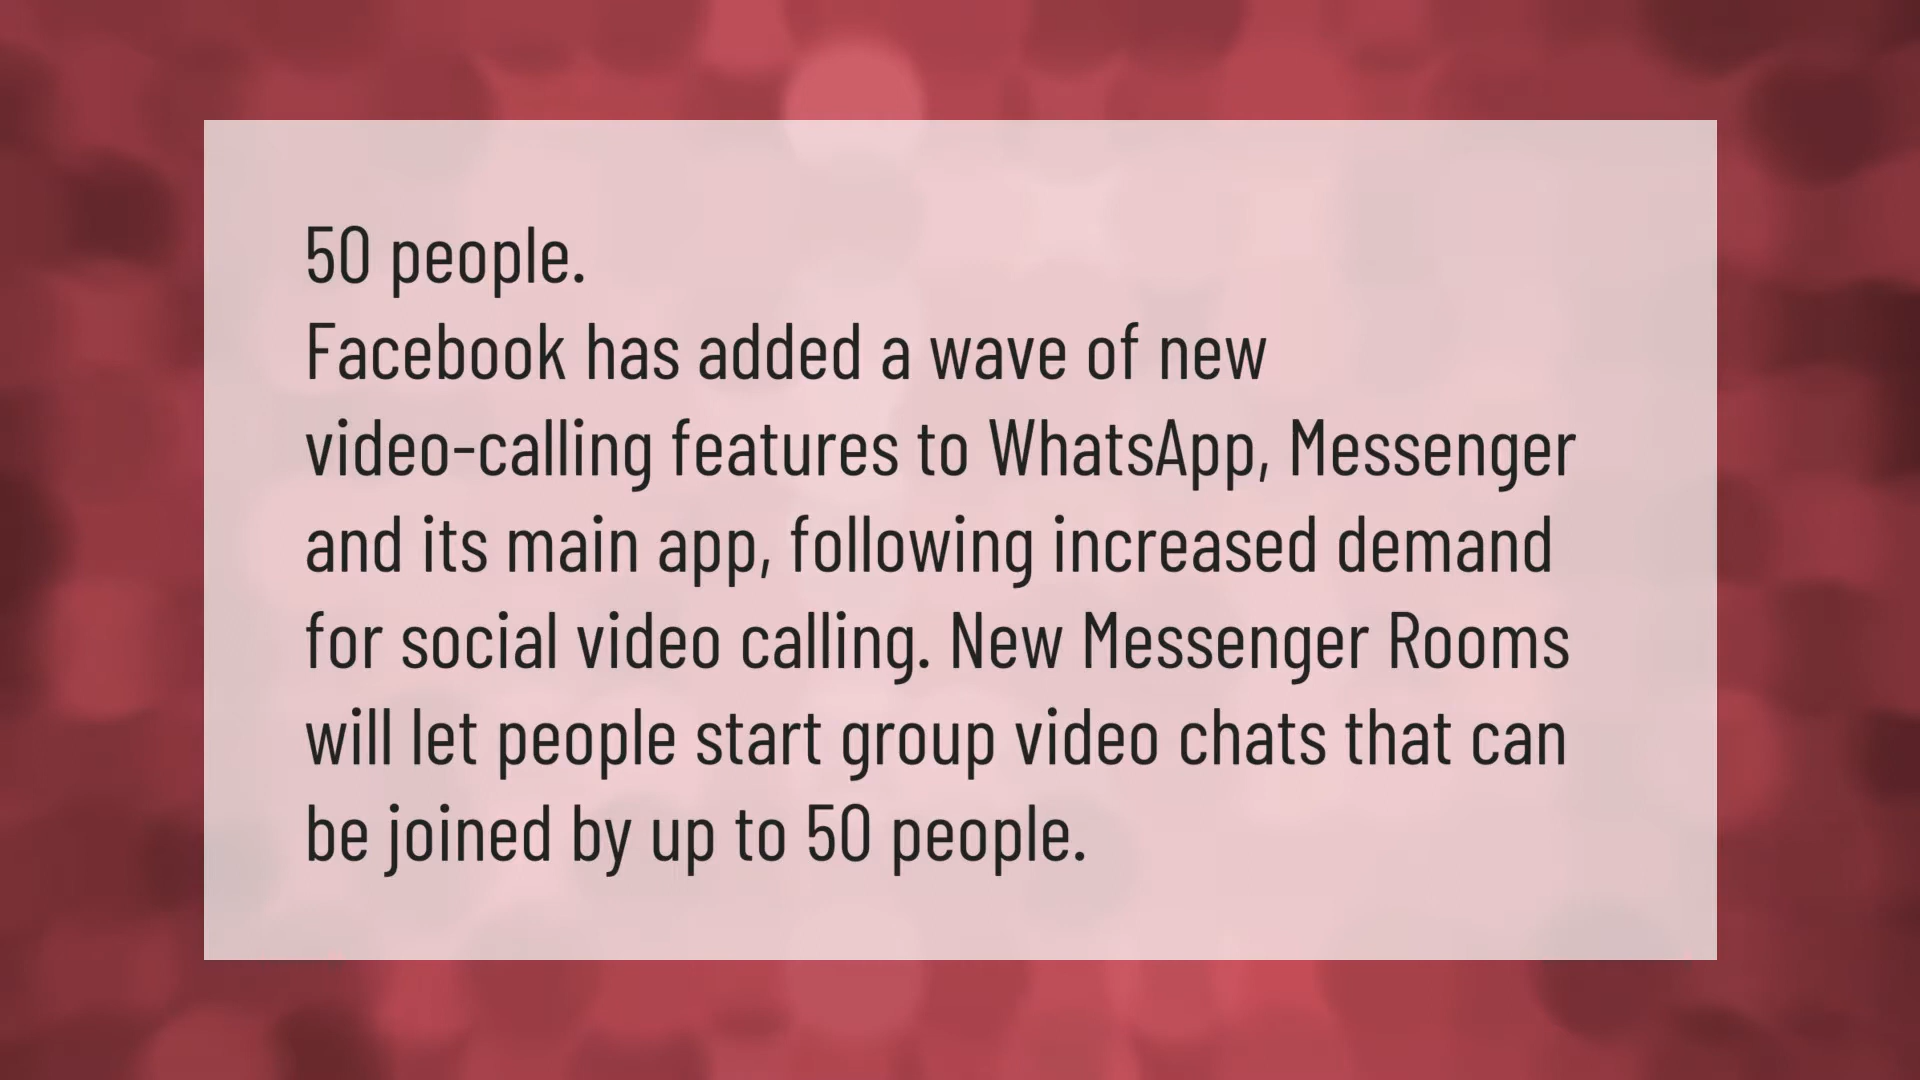 50 people.
Facebook has added a wave of new
video-calling features to WhatsApp, Messenger
and its main app, following increased demand
for social video calling. New Messenger Rooms
will let people start group video chats that can
be joined by up to 50 people.